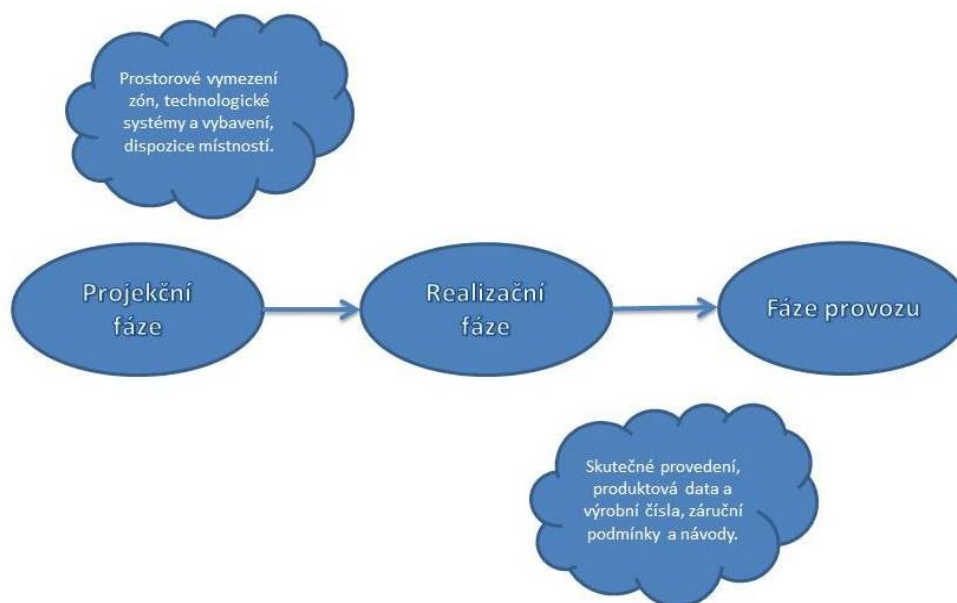 Prostorové vymezení
zón, technologické
systémy a vybavení,
dispozice místností.
Projekční
fáze
Realizační
fáze
Fáze provozu
Skutečné provedení,
produktová data a
výrobní čísla, záruční
podmínky a návody.